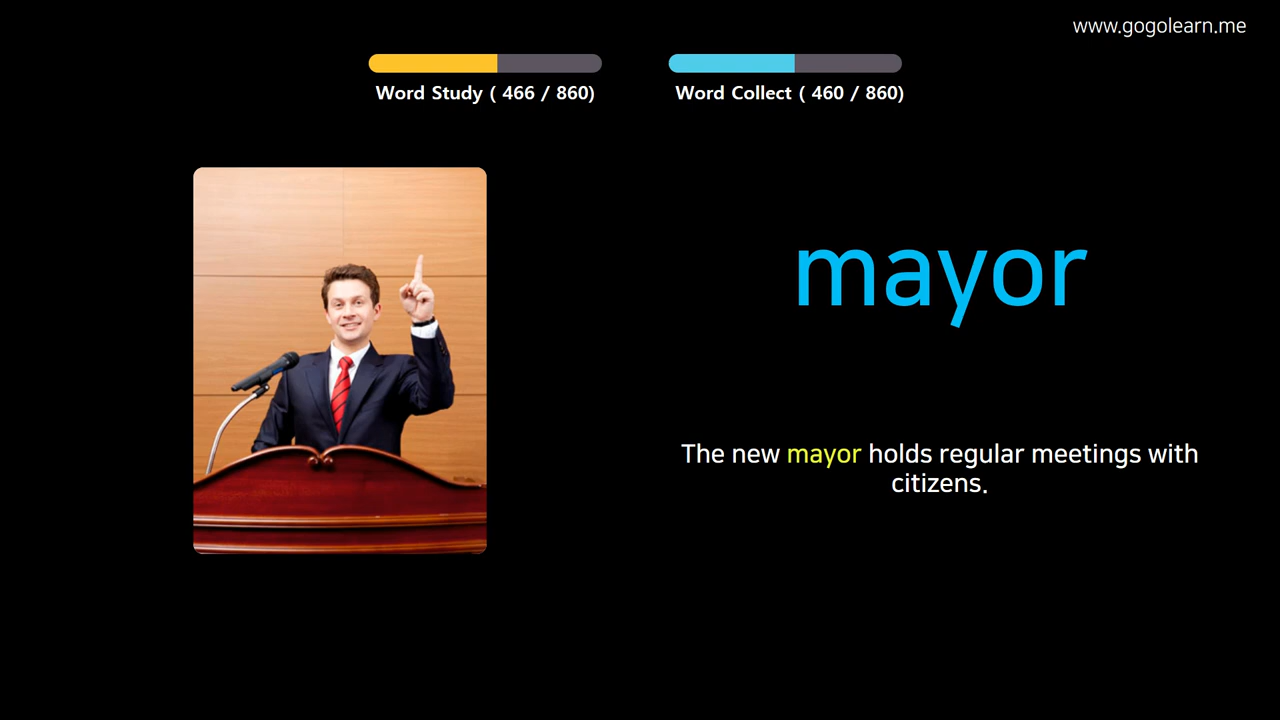 www.gogolearn.me
Word Study ( 466 / 860)
Word Collect ( 460 / 860)
mayor
The new mayor holds regular meetings with
citizens.